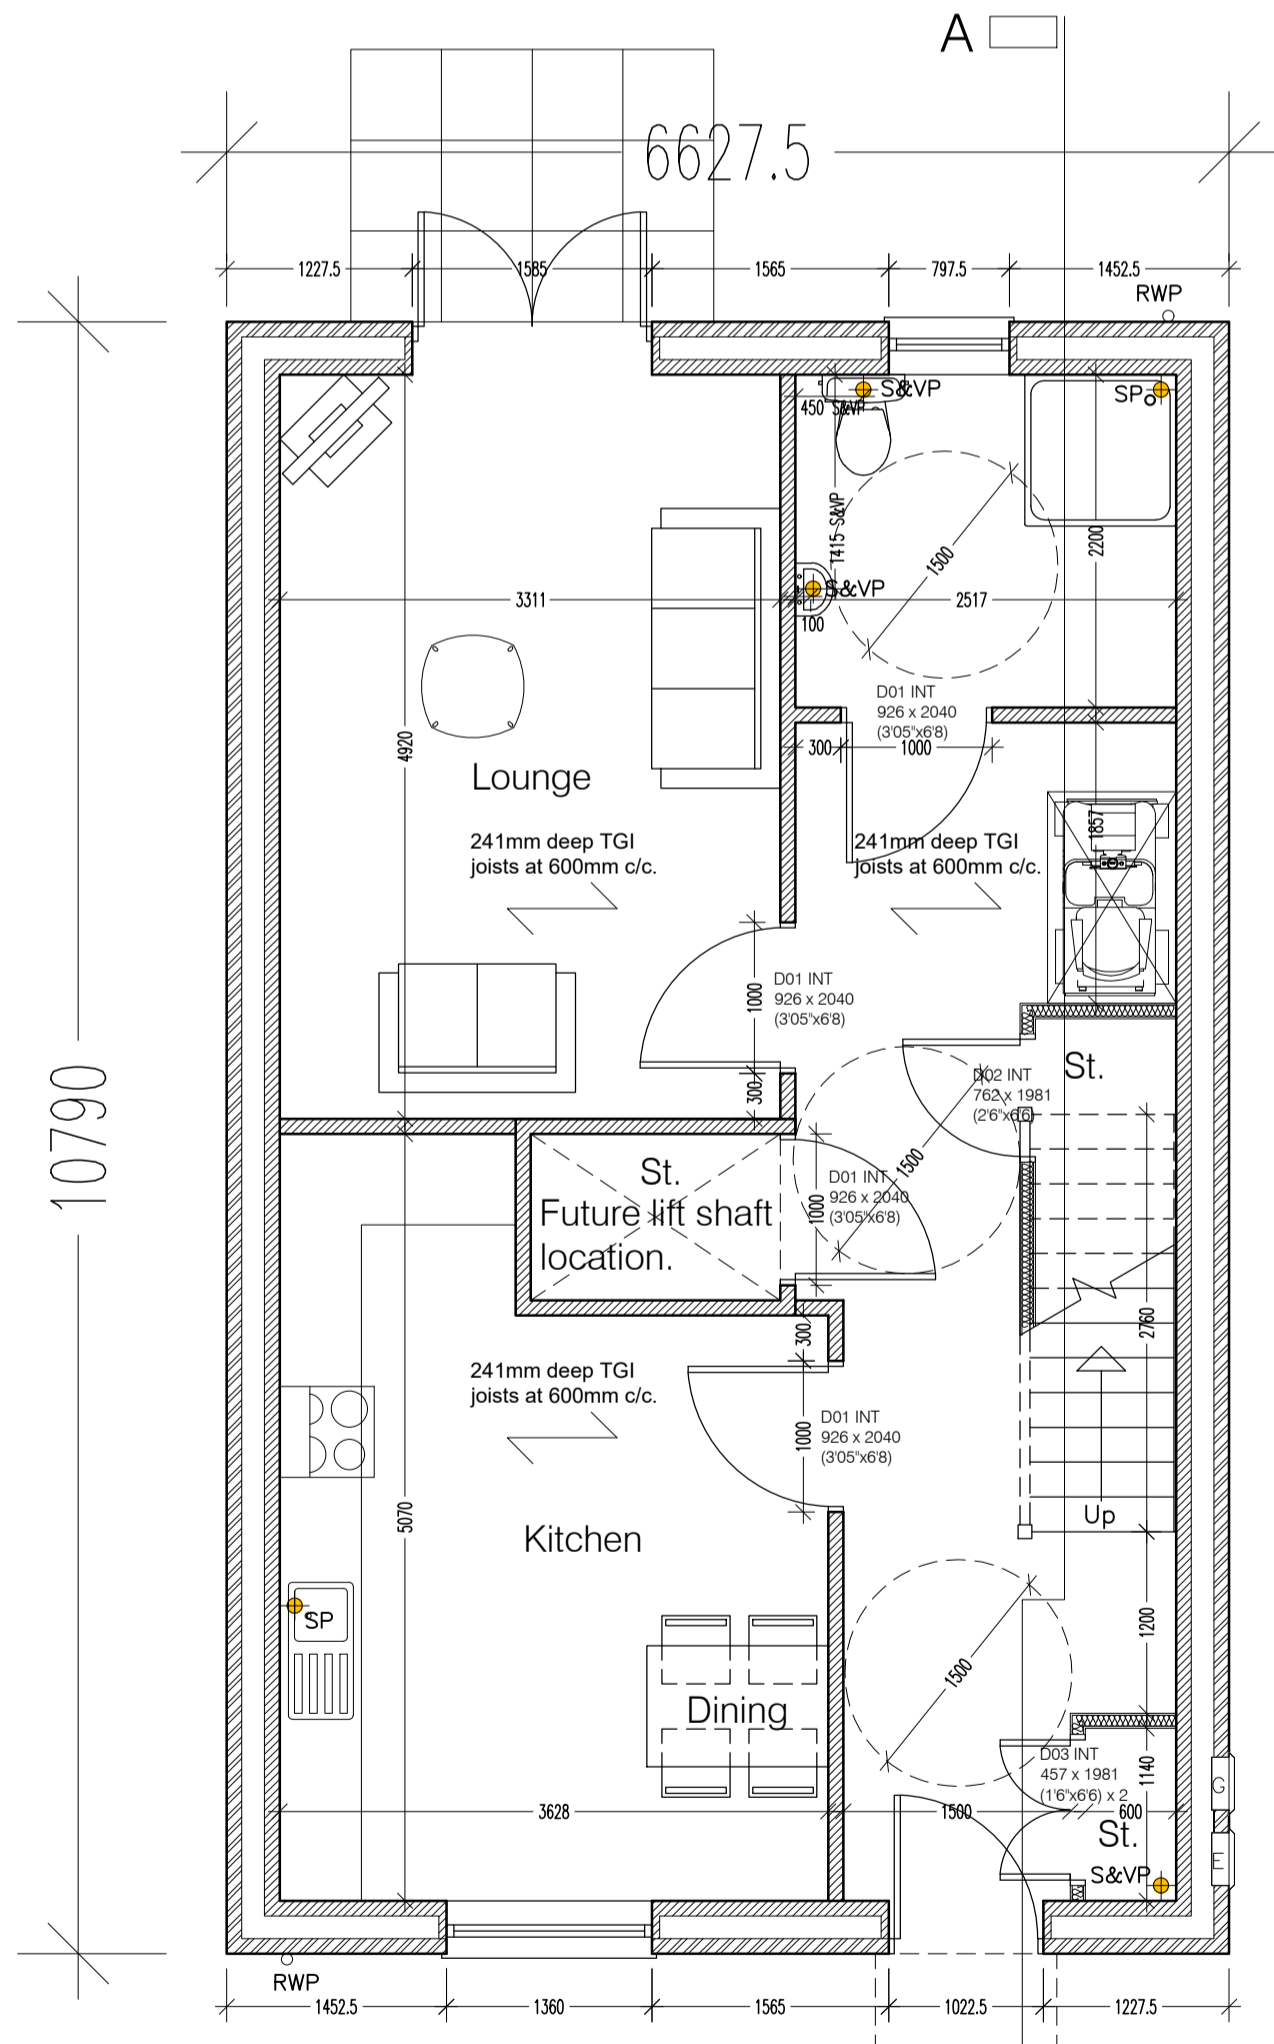 A
6627.5
1227.5
1585
1565
797.5
1452.5
RWP
S&VP
450 S&VP
SP
1415 S&VP
1500
2200
S&VP
3311
2517
100
D01 INT
926 x 2040
(3'05"x6'8)
300
1000
4920
Lounge
241mm deep TGI
joists at 600mm c/c.
241mm deep TGI
joists at 600mm c/c.
1857
D01 INT
926 x 2040
(3'05"x6'8)
1000
300
St.
D02 INT
762 x 1981
(2'6"x6'6)
10790
1500
St.
Future lift shaft
location.
D01 INT
926 x 2040
(3'05"x6'8)
1000
300
2760
241mm deep TGI
joists at 600mm c/c.
D01 INT
926 x 2040
(3'05"x6'8)
1000
5070
Up
Kitchen
SP
1200
1500
Dining
D03 INT
457 x 1981
(1'6"x6'6) x 2
1140
G
3628
1500
600
St.
E
S&VP
RWP
1452.5
1360
1565
1022.5
1227.5